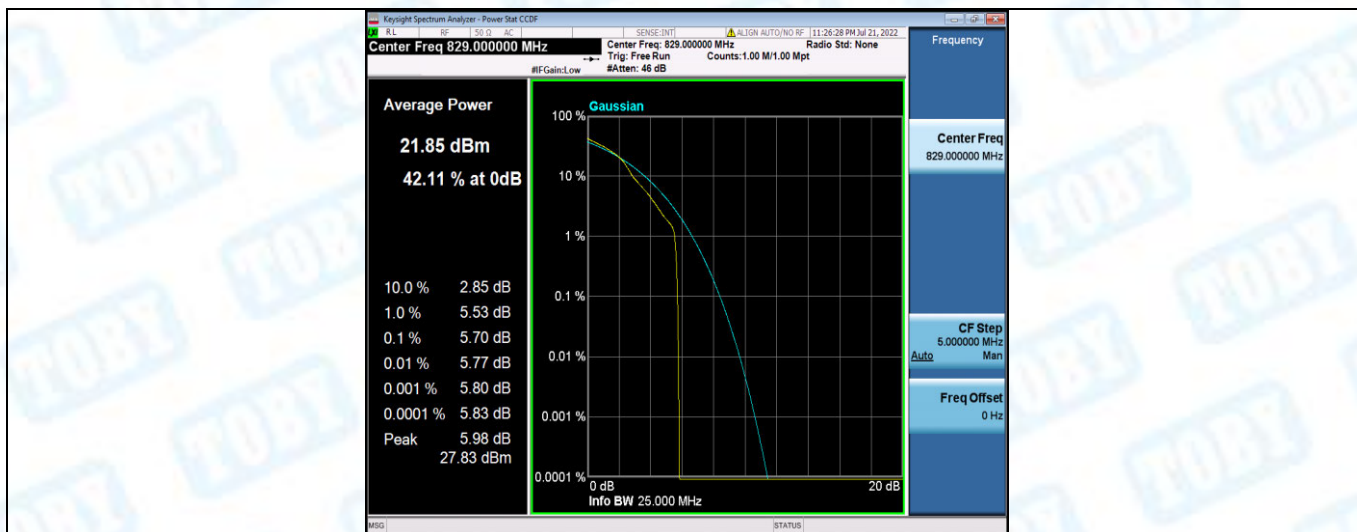 Keysight Spectrum Analyzer - Power Stat CCDF
RL RF 50 Ω AC SENSE:INT ALIGN AUTO/NO RF 11:26:28 PM Jul 21, 2022
Center Freq 829.000000 MHz
Center Freq: 829.000000 MHz Radio Std: None
Trig: Free Run Counts:1.00 M/1.00 Mpt
#IFGain:Low #Atten: 46 dB
Frequency
Average Power
21.85 dBm
42.11 % at 0dB
10.0 % 2.85 dB
1.0 % 5.53 dB
0.1 % 5.70 dB
0.01 % 5.77 dB
0.001 % 5.80 dB
0.0001 % 5.83 dB
Peak 5.98 dB
27.83 dBm
Gaussian
100 %
10 %
1 %
0.1 %
0.01 %
0.001 %
0.0001 %
0 dB 20 dB
Info BW 25.000 MHz
Center Freq
829.000000 MHz
CF Step
5.000000 MHz
Auto Man
Freq Offset
0 Hz
MSG STATUS
TOBY